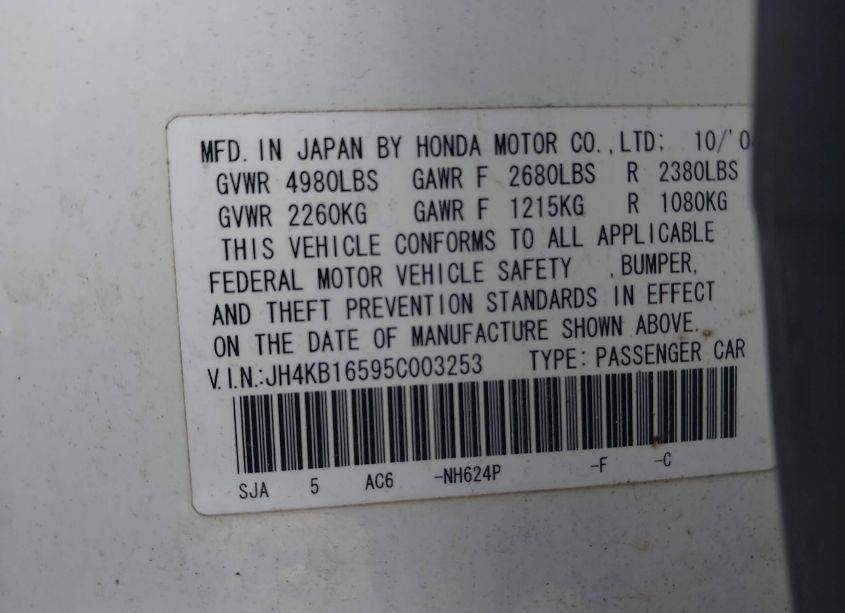 MFD. IN JAPAN BY HONDA MOTOR CO., LTD; 10/'0
GVWR 4980LBS GAWR F 2680LBS R 2380LBS
GVWR 2260KG GAWR F 1215KG R 1080KG
THIS VEHICLE CONFORMS TO ALL APPLICABLE
FEDERAL MOTOR VEHICLE SAFETY , BUMPER,
AND THEFT PREVENTION STANDARDS IN EFFECT
ON THE DATE OF MANUFACTURE SHOWN ABOVE.
V.I.N.:JH4KB16595C003253 TYPE: PASSENGER CAR
SJA 5 AC6 -NH624P -F -C